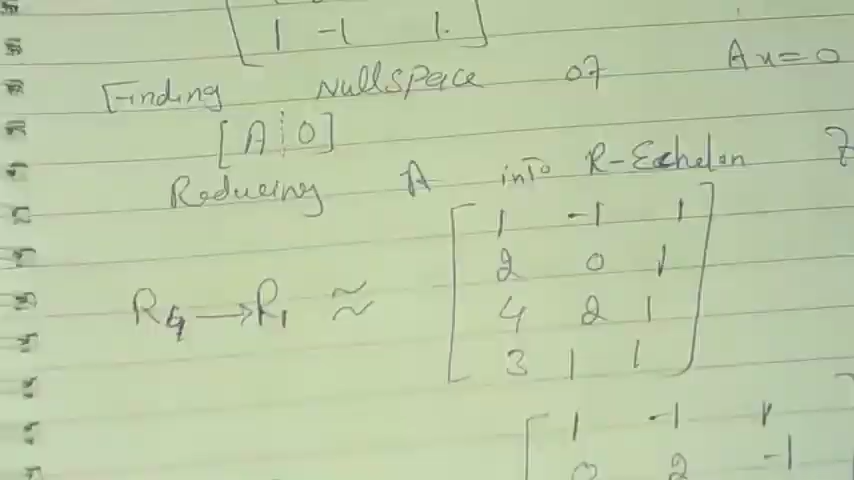 1 -1 1.
Finding Nullspace of Ax=0
[A ⋮ 0]
Reducing A into R-Echelon
1 -1 1
2 0 1
R4 → R1 ≈ 4 2 1
3 1 1
1 -1 1
0 2 -1